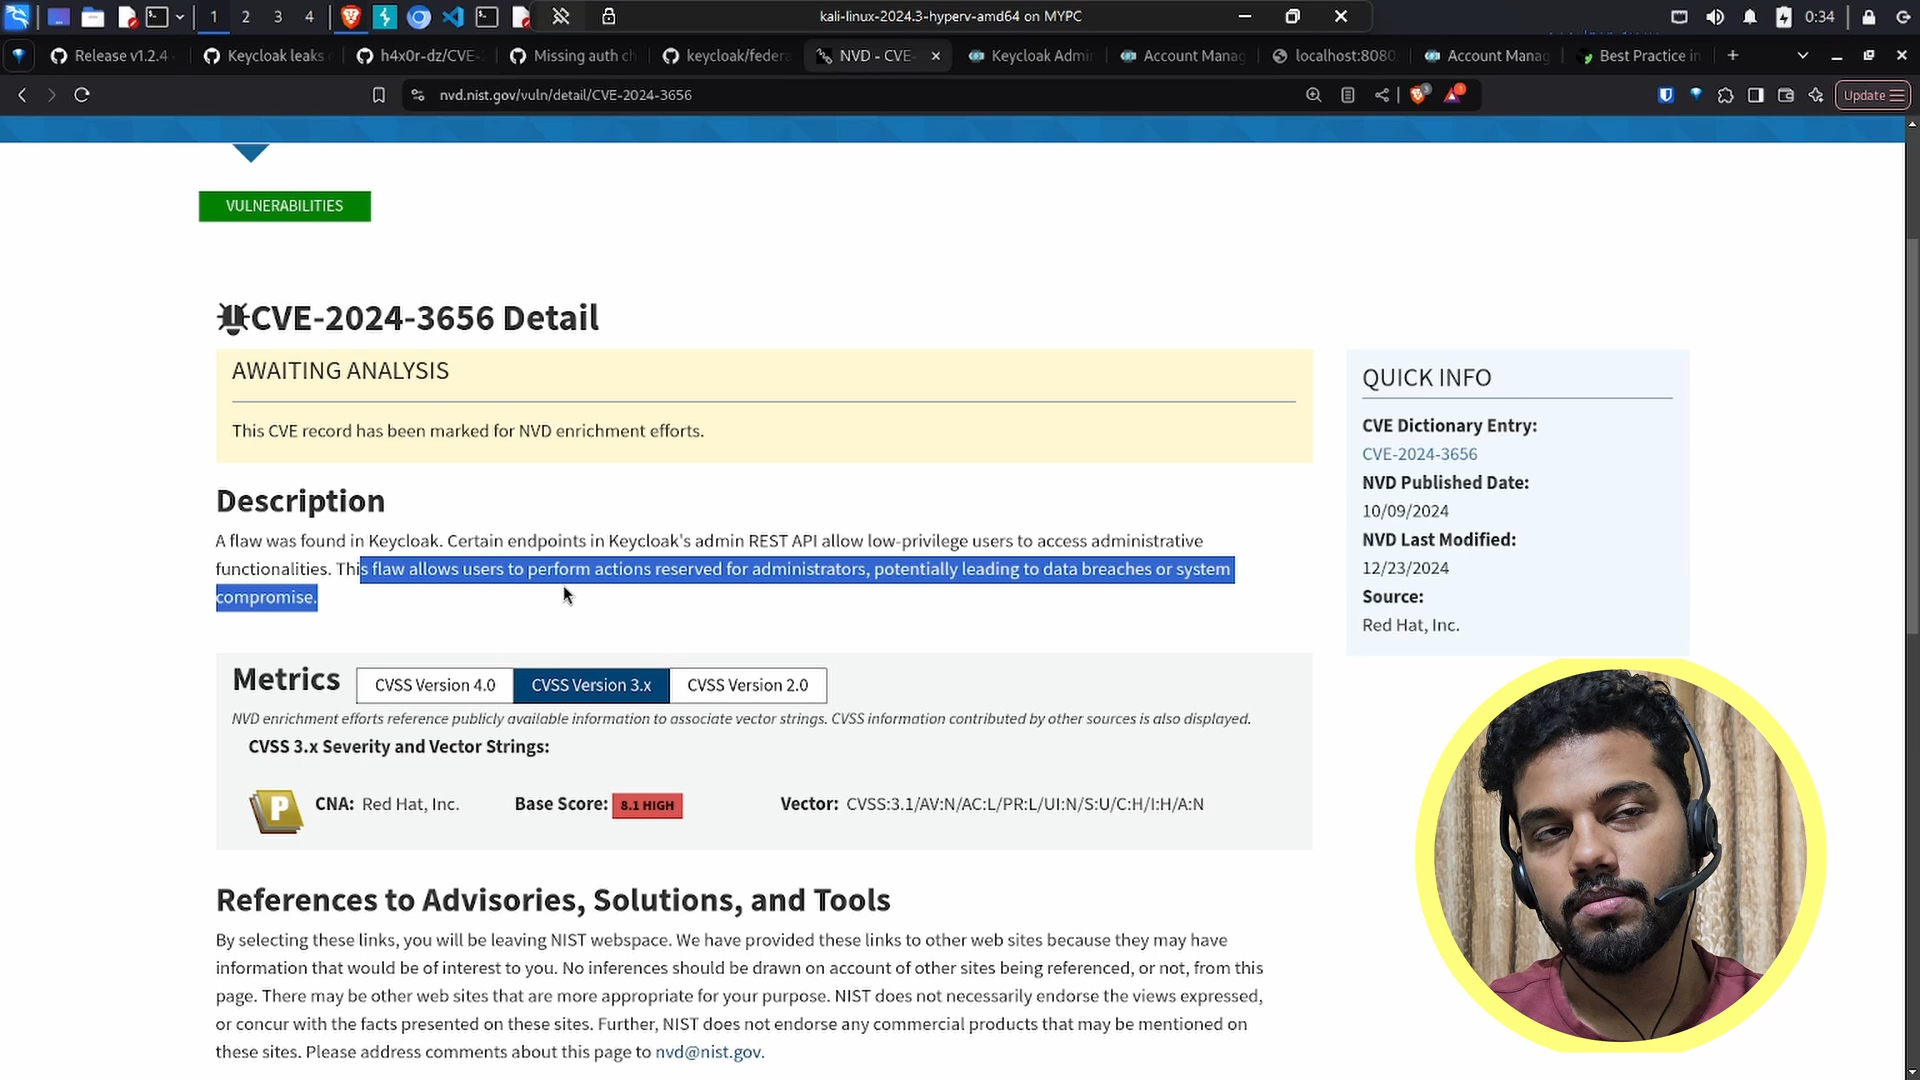 1 2 3 4
kali-linux-2024.3-hyperv-amd64 on MYPC
0:34
Release v1.2.4
Keycloak leaks
h4x0r-dz/CVE-2
Missing auth ch
keycloak/federa
NVD - CVE-
Keycloak Admin
Account Manag
localhost:8080
Account Manag
Best Practice in
nvd.nist.gov/vuln/detail/CVE-2024-3656
Update
VULNERABILITIES
CVE-2024-3656 Detail
AWAITING ANALYSIS
This CVE record has been marked for NVD enrichment efforts.
Description
A flaw was found in Keycloak. Certain endpoints in Keycloak's admin REST API allow low-privilege users to access administrative
functionalities. This flaw allows users to perform actions reserved for administrators, potentially leading to data breaches or system
compromise.
QUICK INFO
CVE Dictionary Entry:
CVE-2024-3656
NVD Published Date:
10/09/2024
NVD Last Modified:
12/23/2024
Source:
Red Hat, Inc.
Metrics
CVSS Version 4.0
CVSS Version 3.x
CVSS Version 2.0
NVD enrichment efforts reference publicly available information to associate vector strings. CVSS information contributed by other sources is also displayed.
CVSS 3.x Severity and Vector Strings:
P
CNA: Red Hat, Inc.
Base Score: 8.1 HIGH
Vector: CVSS:3.1/AV:N/AC:L/PR:L/UI:N/S:U/C:H/I:H/A:N
References to Advisories, Solutions, and Tools
By selecting these links, you will be leaving NIST webspace. We have provided these links to other web sites because they may have
information that would be of interest to you. No inferences should be drawn on account of other sites being referenced, or not, from this
page. There may be other web sites that are more appropriate for your purpose. NIST does not necessarily endorse the views expressed,
or concur with the facts presented on these sites. Further, NIST does not endorse any commercial products that may be mentioned on
these sites. Please address comments about this page to nvd@nist.gov.